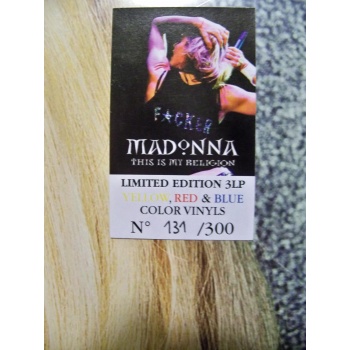 F★CKER
MADONNA
THIS IS MY RELIGION
LIMITED EDITION 3LP
YELLOW, RED & BLUE
COLOR VINYLS
N° 131 /300